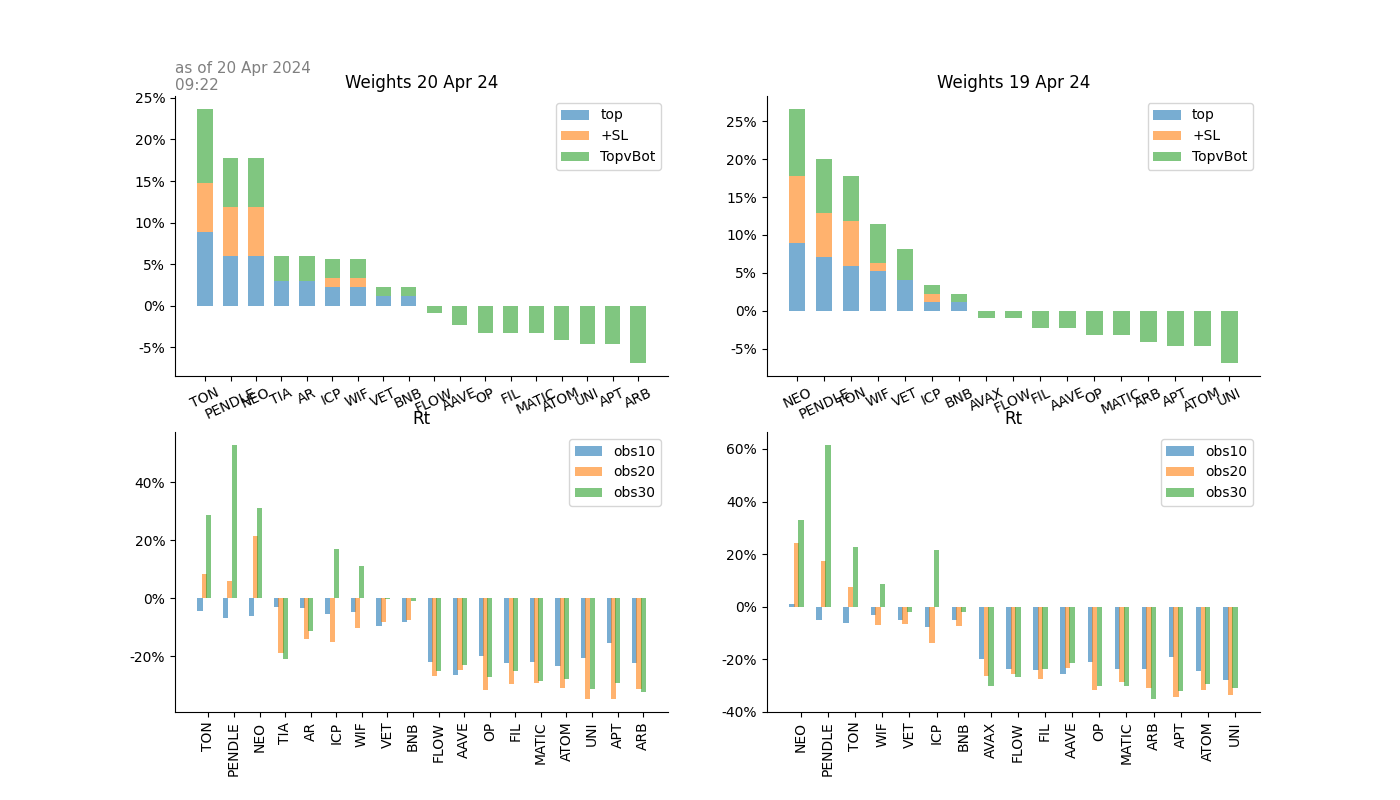 as of 20 Apr 2024
09:22
Weights 20 Apr 24
25%
20%
15%
10%
5%
0%
-5%
top
+SL
TopvBot
TON PENDLE NEO TIA AR ICP WIF VET BNB FLOW AAVE OP FIL MATIC ATOM UNI APT ARB
Weights 19 Apr 24
25%
20%
15%
10%
5%
0%
-5%
top
+SL
TopvBot
NEO PENDLE TON WIF VET ICP BNB AVAX FLOW FIL AAVE OP MATIC ARB APT ATOM UNI
Rt
40%
20%
0%
-20%
obs10
obs20
obs30
TON PENDLE NEO TIA AR ICP WIF VET BNB FLOW AAVE OP FIL MATIC ATOM UNI APT ARB
Rt
60%
40%
20%
0%
-20%
-40%
obs10
obs20
obs30
NEO PENDLE TON WIF VET ICP BNB AVAX FLOW FIL AAVE OP MATIC ARB APT ATOM UNI